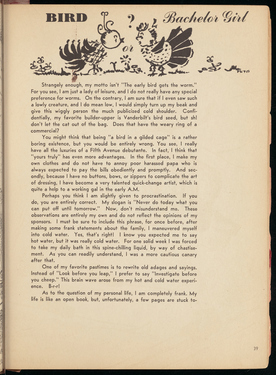 BIRD ? Bachelor Girl
or
Strangely enough, my motto isn't "The early bird gets the worm."
For you see, I am just a lady of leisure, and I do not really have any special
preference for worms. On the contrary, I am sure that if I ever saw such
a lowly creature, and I do mean low, I would simply turn up my beak and
give this wiggly person the much publicized cold shoulder. Confi-
dentially, my favorite builder-upper is Vanderbilt's bird seed, but sh!
don't let the cat out of the bag. Does that have the weary ring of a
commercial?
You might think that being "a bird in a gilded cage" is a rather
boring existence, but you would be entirely wrong. You see, I really
have all the luxuries of a Fifth Avenue debutante. In fact, I think that
"yours truly" has even more advantages. In the first place, I make my
own clothes and do not have to annoy poor harassed papa who is
always expected to pay the bills obediently and promptly. And sec-
ondly, because I have no buttons, bows, or zippers to complicate the art
of dressing, I have become a very talented quick-change artist, which is
quite a help to a working gal in the early A.M.
Perhaps you think I am slightly given to procrastination. If you
do, you are entirely correct. My slogan is "Never do today what you
can put off until tomorrow." Now, don't misunderstand me. These
observations are entirely my own and do not reflect the opinions of my
sponsors. I must be sure to include this phrase, for once before, after
making some frank statements about the family, I maneuvered myself
into cold water. Yes, that's right! I know you expected me to say
hot water, but it was really cold water. For one solid week I was forced
to take my daily bath in this spine-chilling liquid, by way of chastise-
ment. As you can readily understand, I was a more cautious canary
after that.
One of my favorite pastimes is to rewrite old adages and sayings.
Instead of "Look before you leap," I prefer to say "Investigate before
you cheep." This brain wave arose from my hot and cold water experi-
ence. B-r-r!
As to the question of my personal life, I am completely frank. My
life is like an open book, but, unfortunately, a few pages are stuck to-